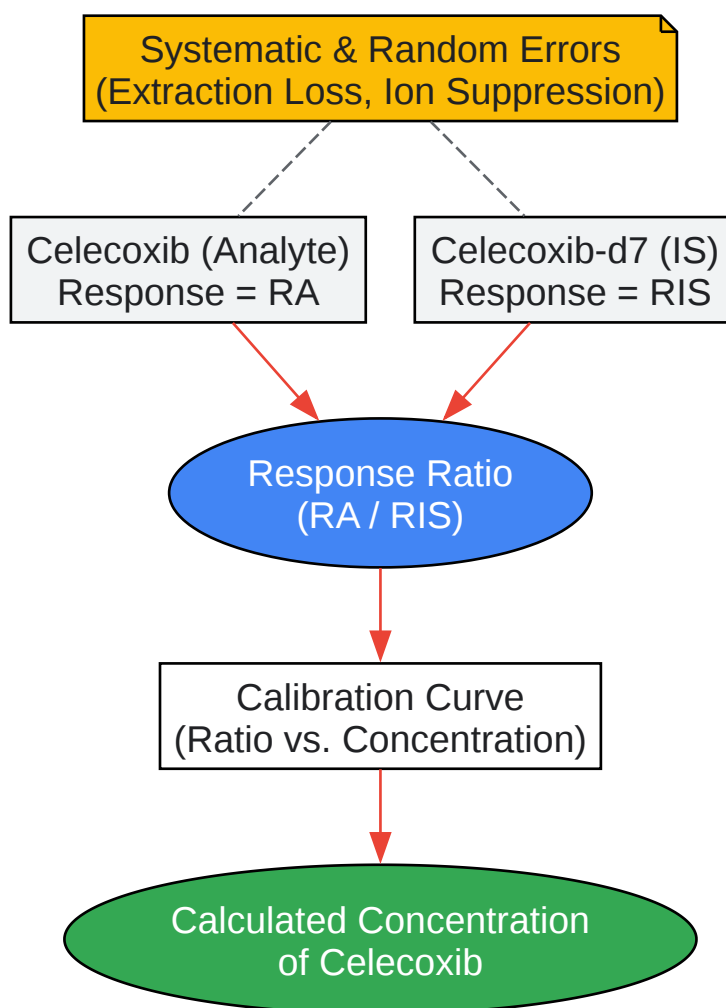 Systematic & Random Errors
(Extraction Loss, Ion Suppression)
Celecoxib (Analyte)
Response = RA
Celecoxib-d7 (IS)
Response = RIS
Response Ratio
(RA / RIS)
Calibration Curve
(Ratio vs. Concentration)
Calculated Concentration
of Celecoxib